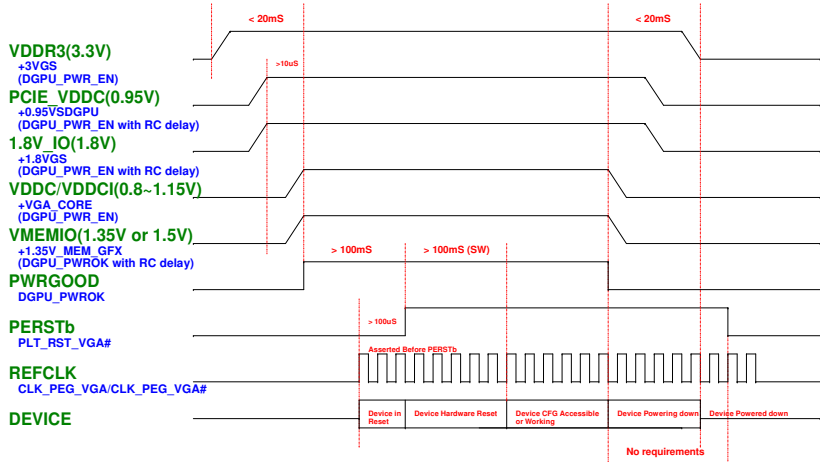 < 20mS
< 20mS
VDDR3(3.3V)
+3VGS
(DGPU_PWR_EN)
>10uS
PCIE_VDDC(0.95V)
+0.95VSDGPU
(DGPU_PWR_EN with RC delay)
1.8V_IO(1.8V)
+1.8VGS
(DGPU_PWR_EN with RC delay)
VDDC/VDDCI(0.8~1.15V)
+VGA_CORE
(DGPU_PWR_EN)
VMEMIO(1.35V or 1.5V)
+1.35V_MEM_GFX
(DGPU_PWROK with RC delay)
> 100mS
> 100mS (SW)
PWRGOOD
DGPU_PWROK
PERSTb
PLT_RST_VGA#
> 100uS
Asserted Before PERSTb
REFCLK
CLK_PEG_VGA/CLK_PEG_VGA#
DEVICE
Device in
Reset
Device Hardware Reset
Device CFG Accessible
or Working
Device Powering down
Device Powered down
No requirements